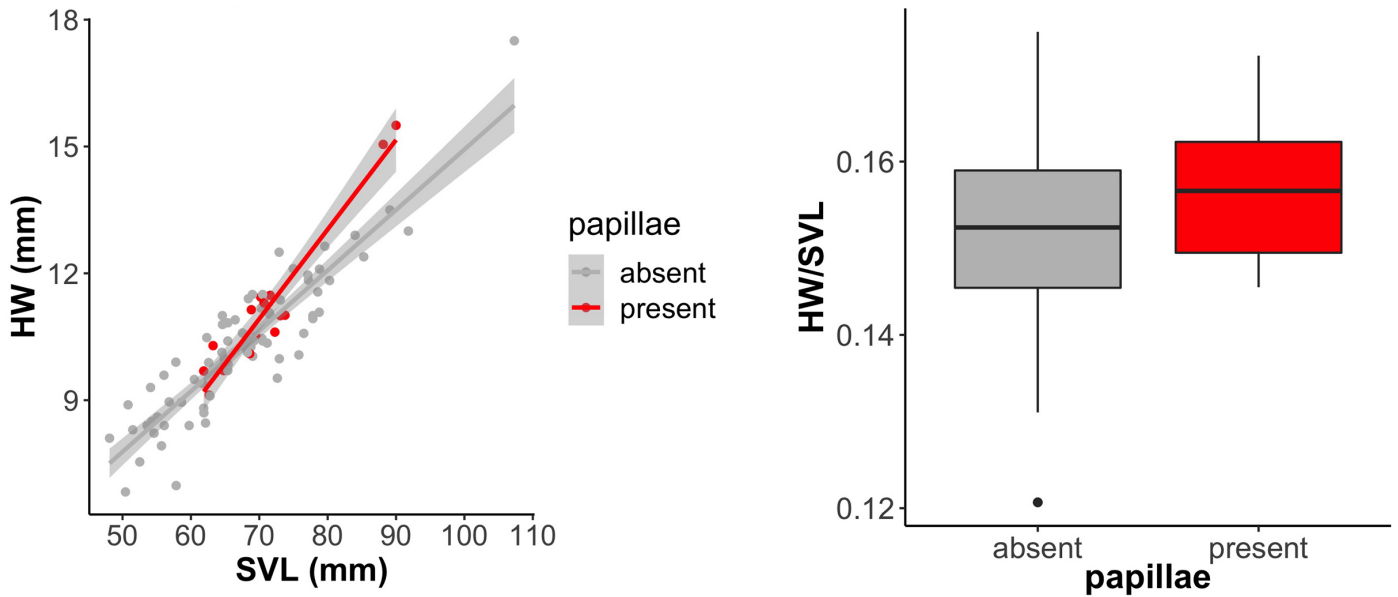 18
15
12
9
HW (mm)
50 60 70 80 90 100 110
SVL (mm)
papillae
absent
present
0.16
0.14
0.12
HW/SVL
absent present
papillae